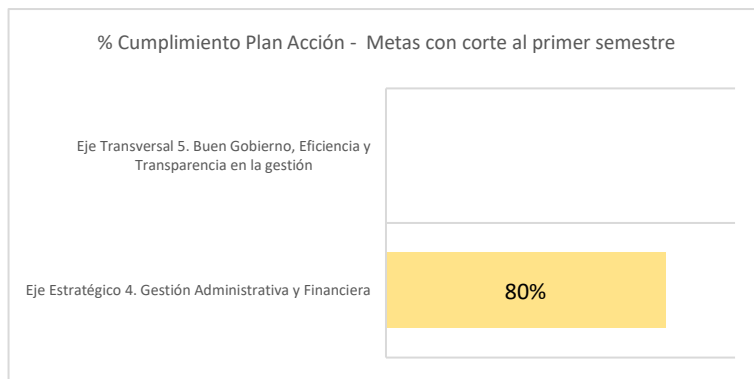 % Cumplimiento Plan Acción - Metas con corte al primer semestre
Eje Transversal 5. Buen Gobierno, Eficiencia y
Transparencia en la gestión
Eje Estratégico 4. Gestión Administrativa y Financiera
80%